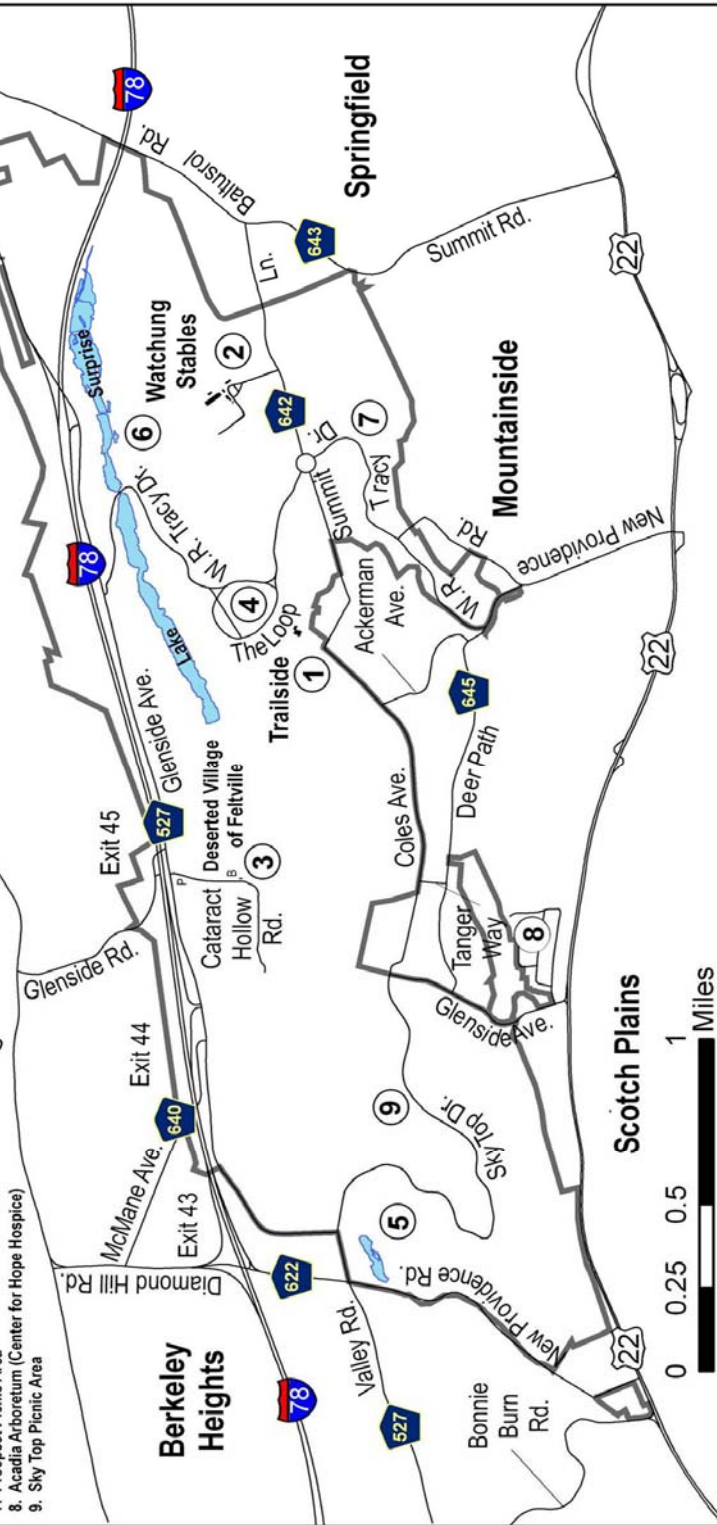 8. Acadia Arboretum (Center for Hope Hospice)
9. Sky Top Picnic Area
Berkeley
Heights
Diamond Hill Rd.
McMane Ave.
Exit 43
640
Exit 44
Glenside Rd.
Exit 45
527
Glenside Ave.
78
78
78
622
Valley Rd.
527
Bonnie
Burn
Rd.
New Providence Rd.
5
9
Sky Top Dr.
Cataract
Hollow
Rd.
P
B
Deserted Village
of Feltville
3
Lake
Surprise
6
W.R. Tracy Dr.
4
The Loop
Trailside
1
Watchung
Stables
2
642
Ln.
Baltusrol
Rd.
643
Springfield
Summit Rd.
Summit
Dr.
7
Tracy
W.R.
Rd.
Ackerman
Ave.
Coles Ave.
645
Deer Path
Tanger
Way
8
Glenside Ave.
New Providence
Mountainside
Scotch Plains
22
22
22
0
0.25
0.5
1
Miles